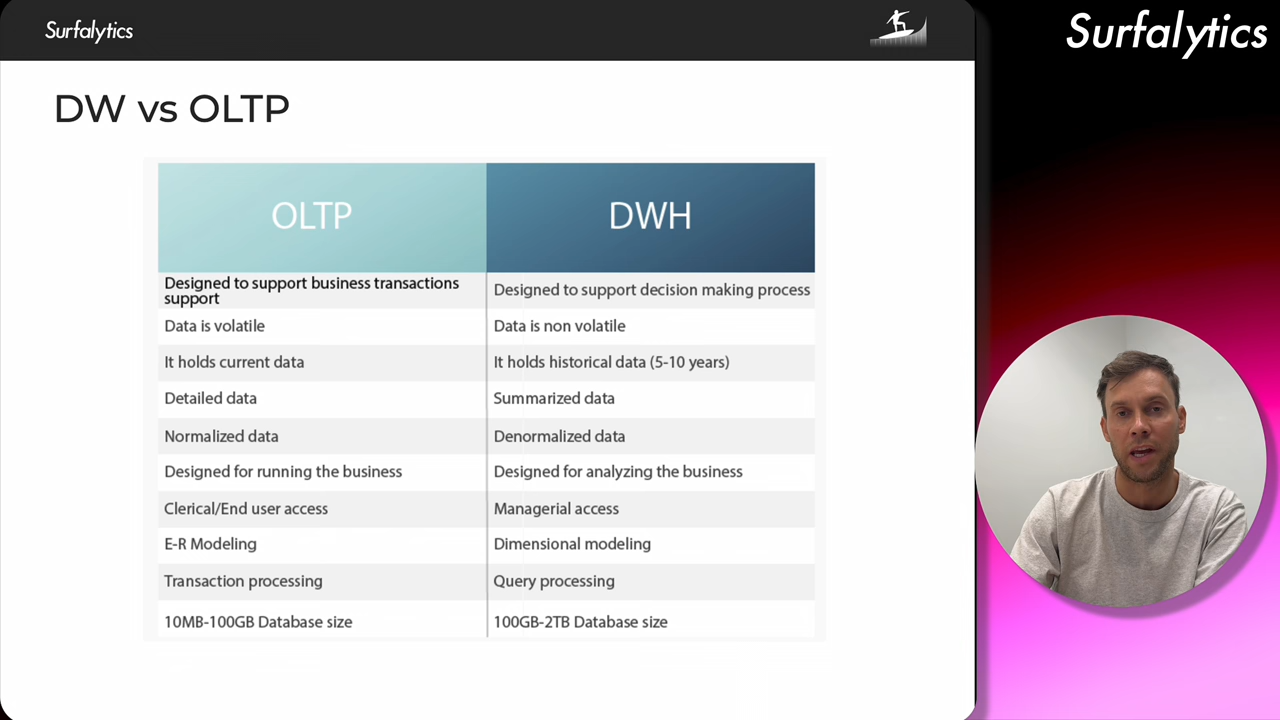 Surfalytics
Surfalytics
DW vs OLTP
OLTP
DWH
Designed to support business transactions
support
Designed to support decision making process
Data is volatile
Data is non volatile
It holds current data
It holds historical data (5-10 years)
Detailed data
Summarized data
Normalized data
Denormalized data
Designed for running the business
Designed for analyzing the business
Clerical/End user access
Managerial access
E-R Modeling
Dimensional modeling
Transaction processing
Query processing
10MB-100GB Database size
100GB-2TB Database size